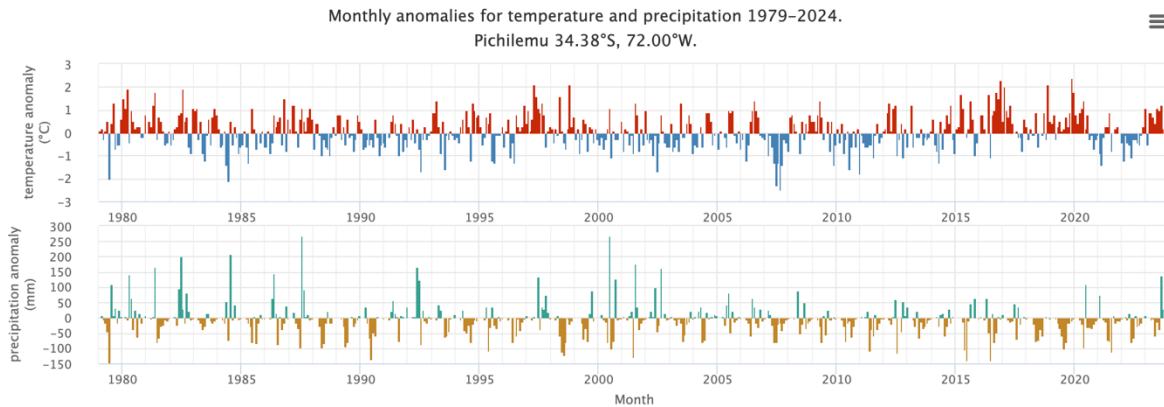 Monthly anomalies for temperature and precipitation 1979-2024.
Pichilemu 34.38°S, 72.00°W.
temperature anomaly
(°C)
3
2
1
0
-1
-2
-3
1980 1985 1990 1995 2000 2005 2010 2015 2020
precipitation anomaly
(mm)
300
250
200
150
100
50
0
-50
-100
-150
1980 1985 1990 1995 2000 2005 2010 2015 2020
Month